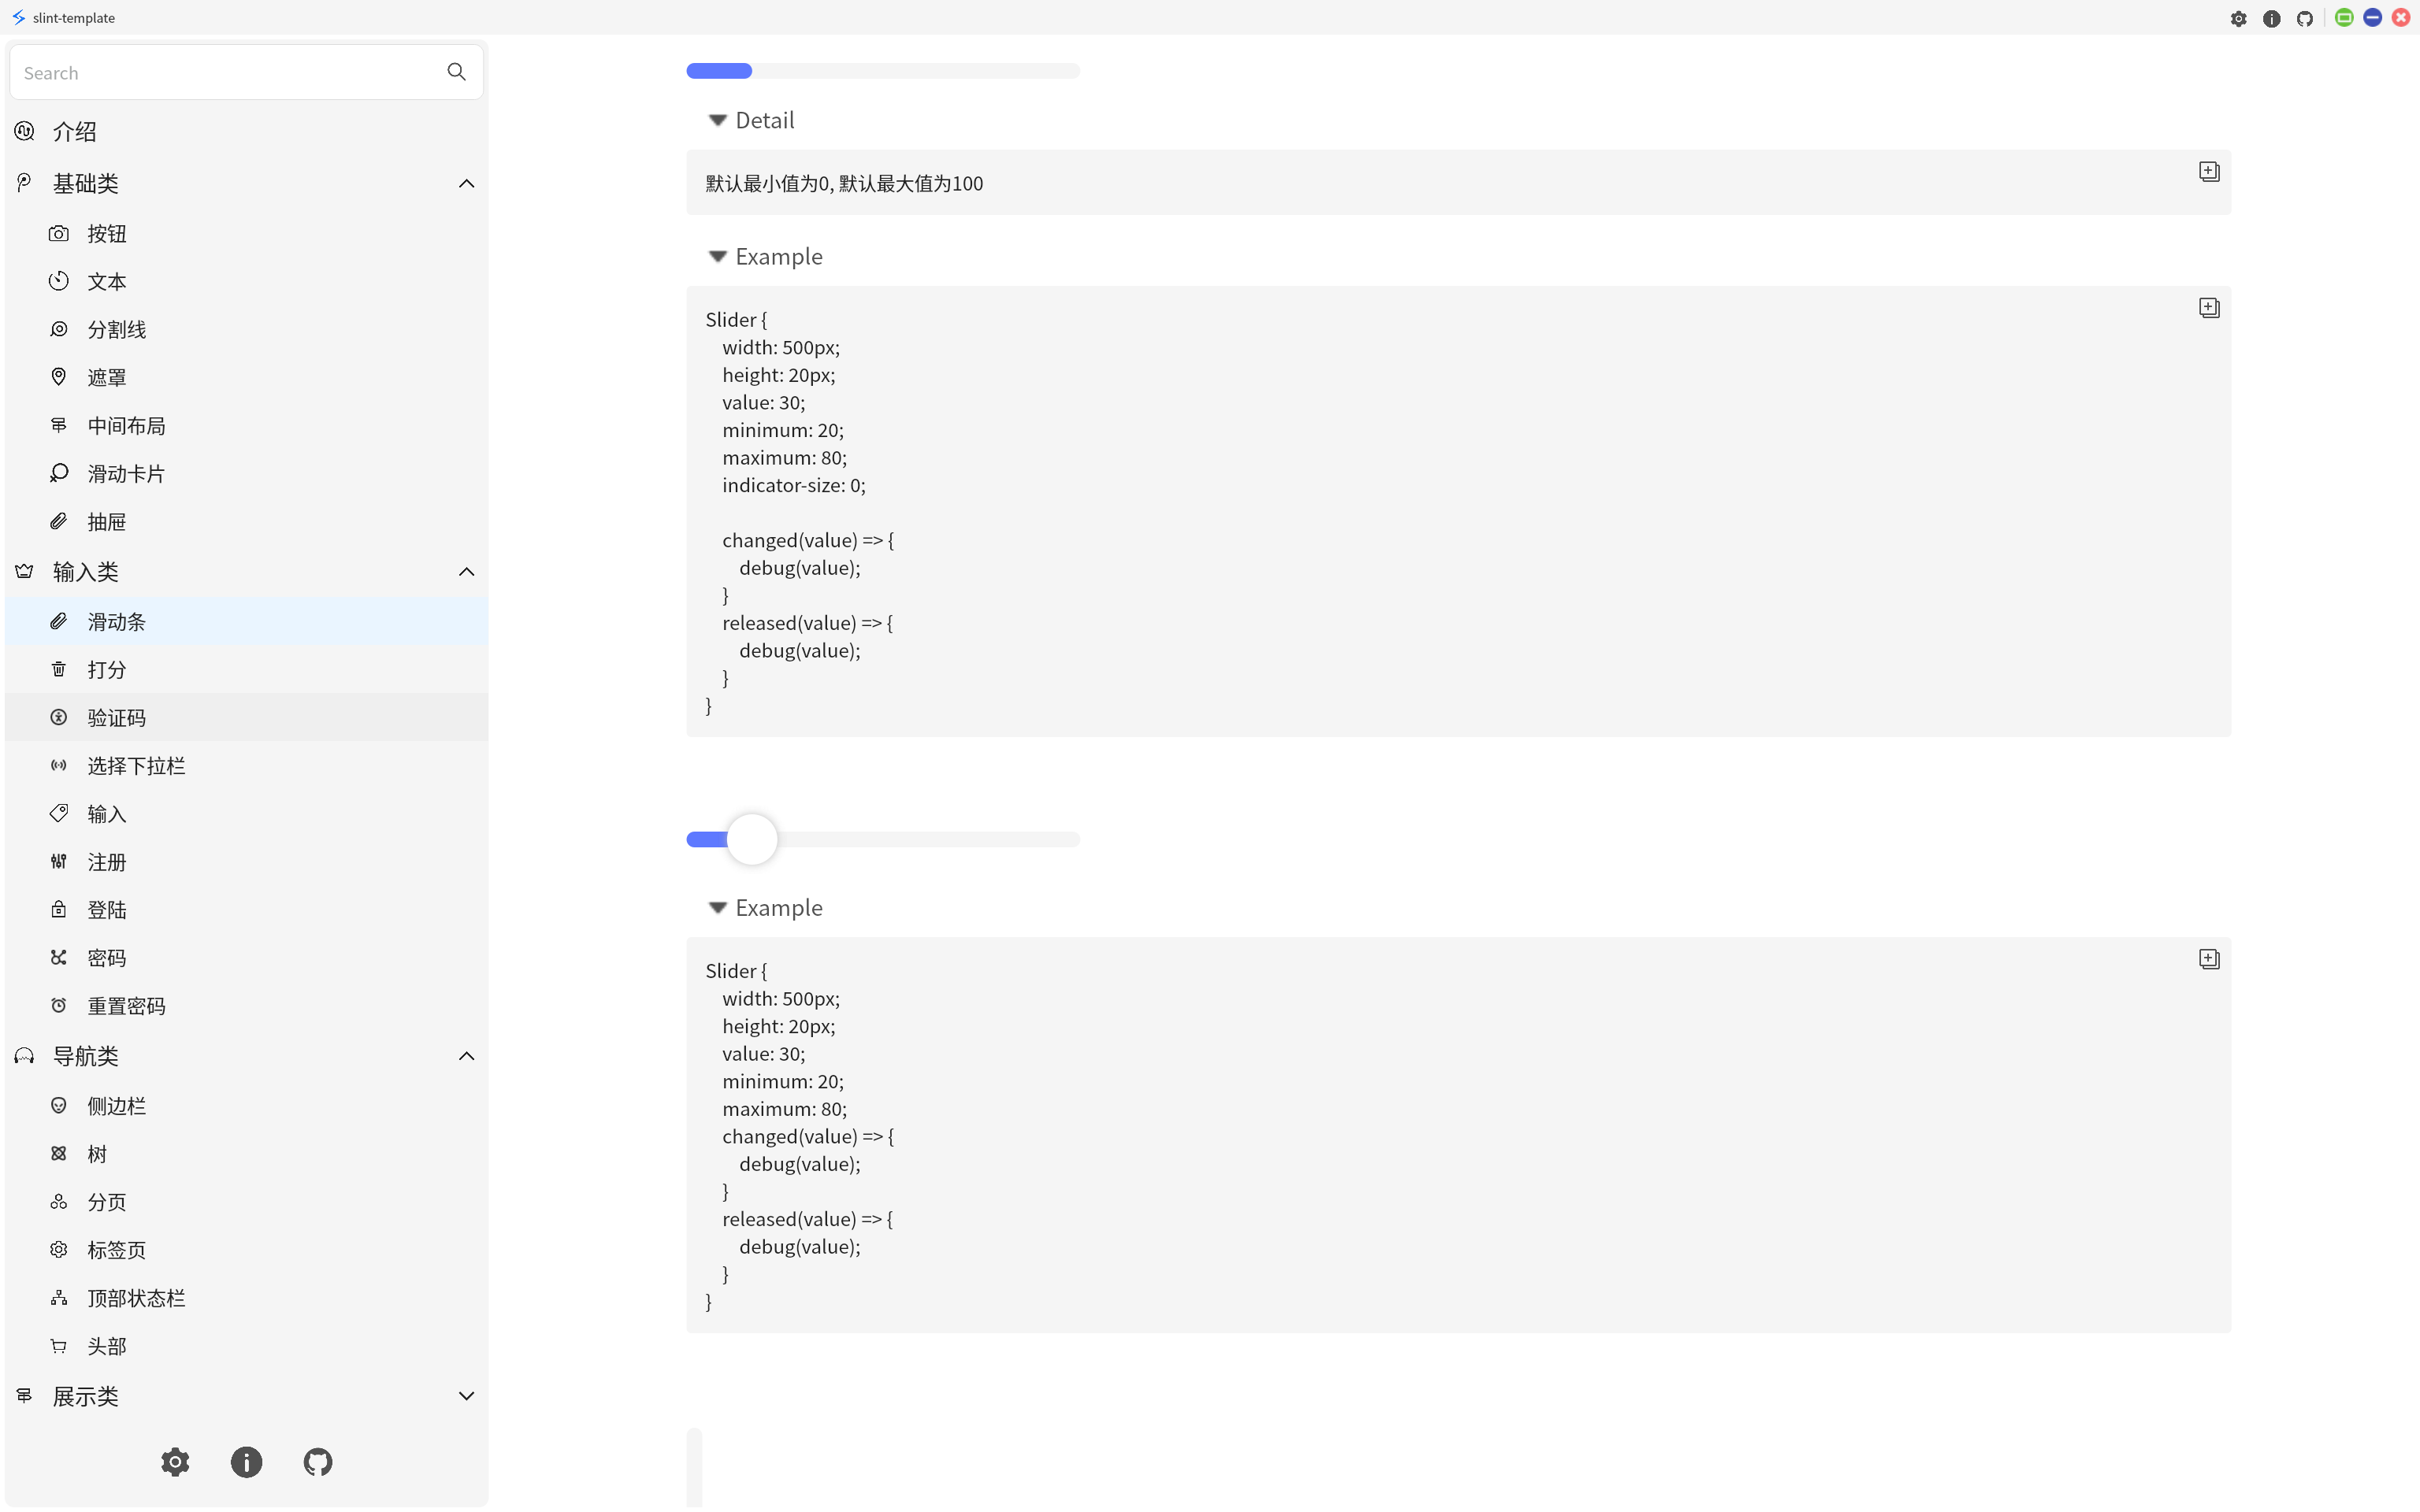 slint-template
Search
介绍
基础类
按钮
文本
分割线
遮罩
中间布局
滑动卡片
抽屉
输入类
滑动条
打分
验证码
选择下拉栏
输入
注册
登陆
密码
重置密码
导航类
侧边栏
树
分页
标签页
顶部状态栏
头部
展示类
Detail
默认最小值为0, 默认最大值为100
Example
Slider {
    width: 500px;
    height: 20px;
    value: 30;
    minimum: 20;
    maximum: 80;
    indicator-size: 0;

    changed(value) => {
        debug(value);
    }
    released(value) => {
        debug(value);
    }
}
Example
Slider {
    width: 500px;
    height: 20px;
    value: 30;
    minimum: 20;
    maximum: 80;
    changed(value) => {
        debug(value);
    }
    released(value) => {
        debug(value);
    }
}